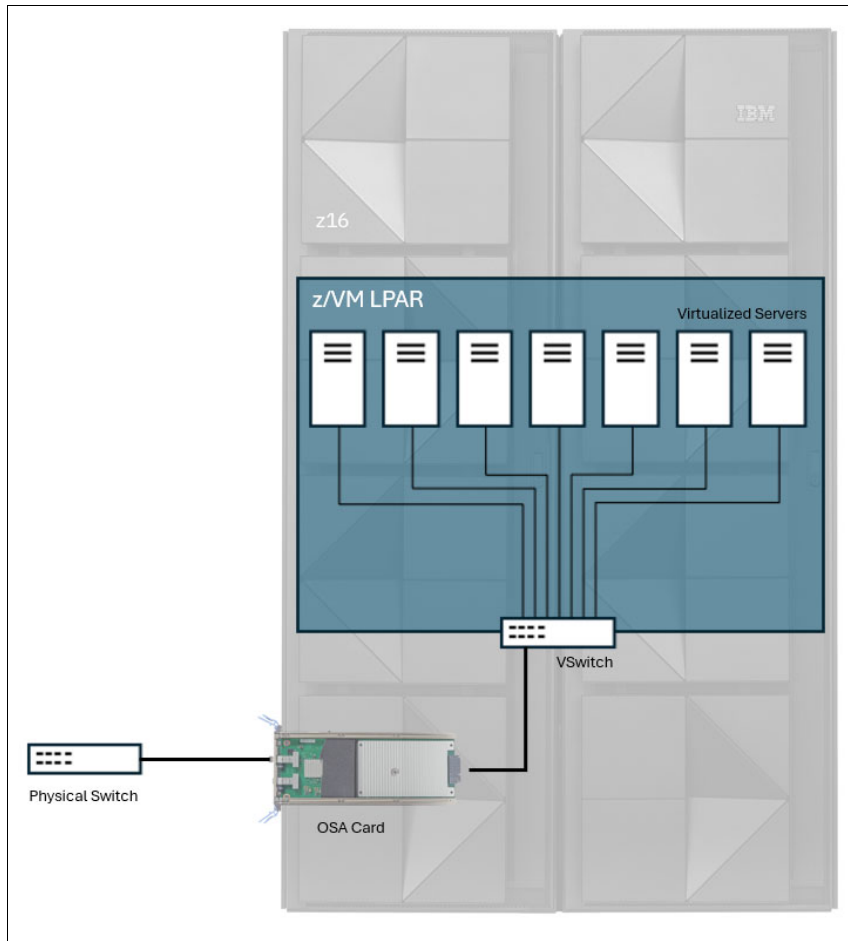 IBM
z16
z/VM LPAR
Virtualized Servers
VSwitch
Physical Switch
OSA Card